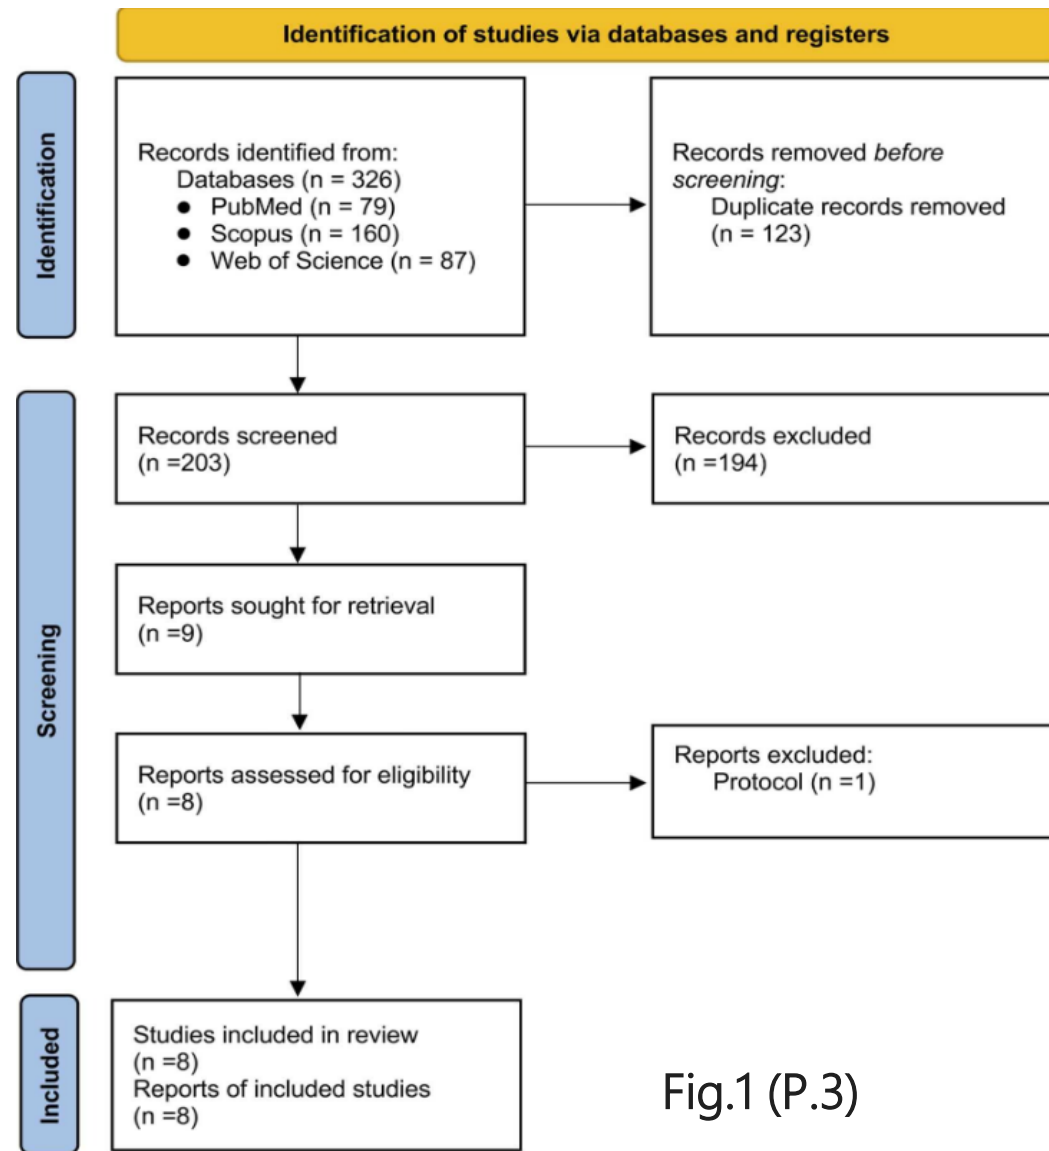 Identification of studies via databases and registers
Identification
Records identified from:
Databases (n = 326)
● PubMed (n = 79)
● Scopus (n = 160)
● Web of Science (n = 87)
Records removed before
screening:
Duplicate records removed
(n = 123)
Screening
Records screened
(n =203)
Records excluded
(n =194)
Reports sought for retrieval
(n =9)
Reports assessed for eligibility
(n =8)
Reports excluded:
Protocol (n =1)
Included
Studies included in review
(n =8)
Reports of included studies
(n =8)
Fig.1 (P.3)